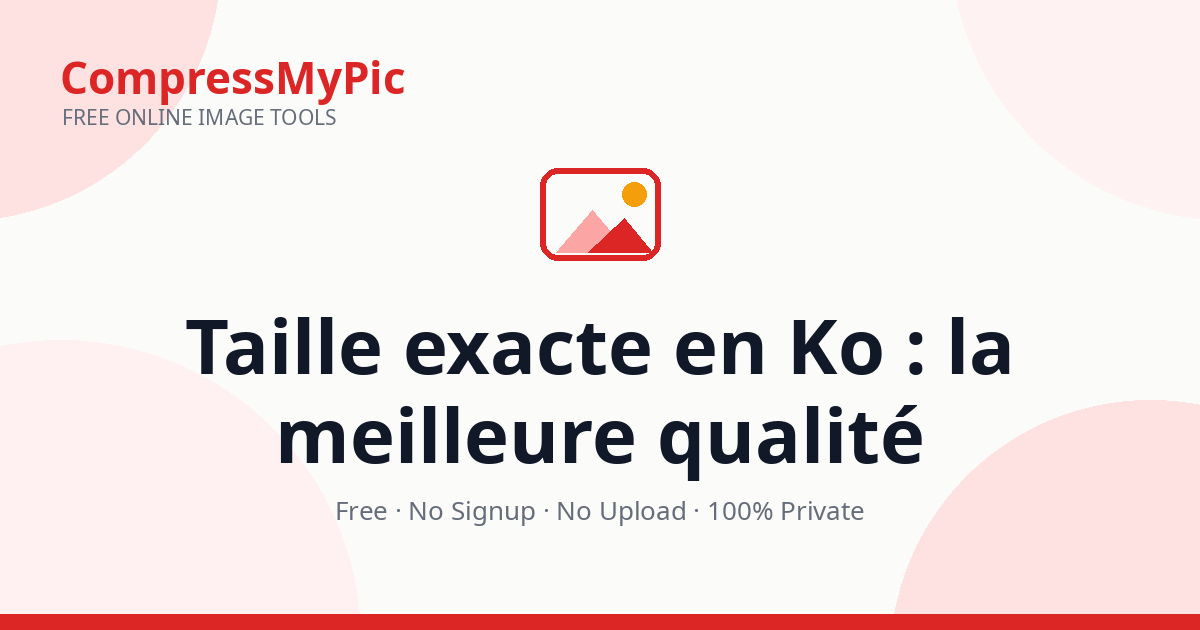 CompressMyPic
FREE ONLINE IMAGE TOOLS
Taille exacte en Ko : la
meilleure qualité
Free · No Signup · No Upload · 100% Private